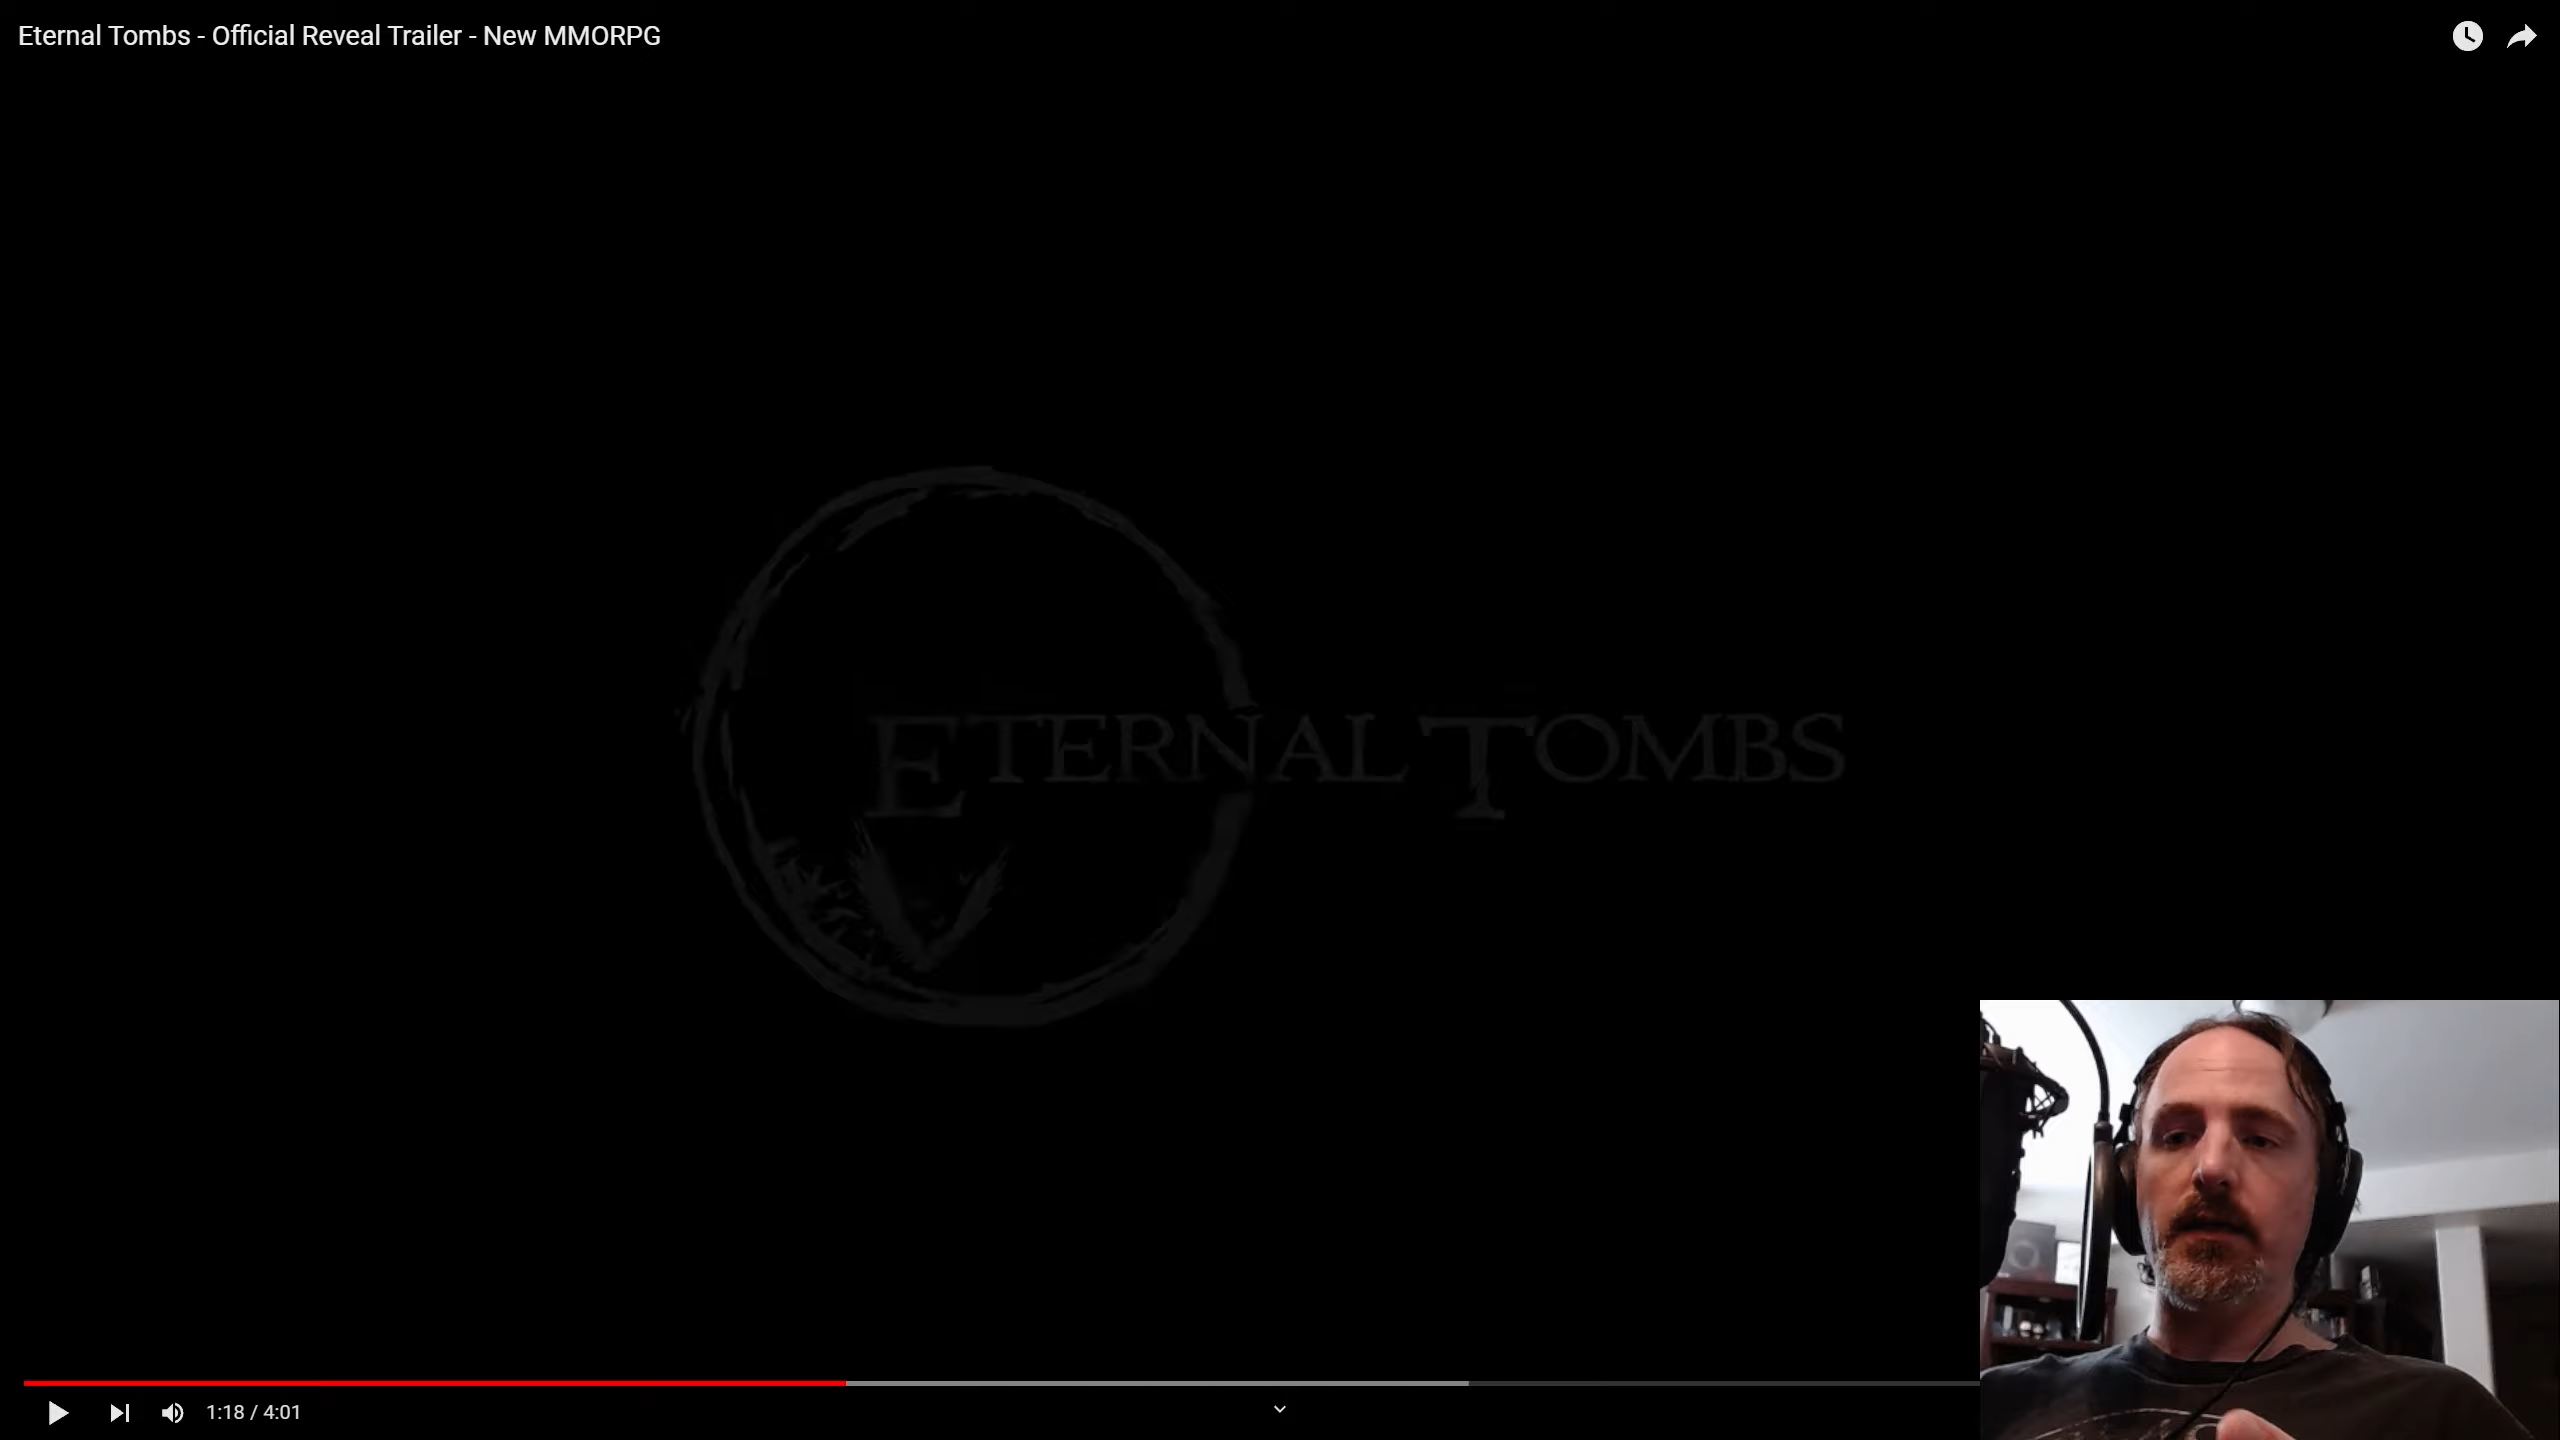 Eternal Tombs - Official Reveal Trailer - New MMORPG
ETERNAL TOMBS
1:18 / 4:01